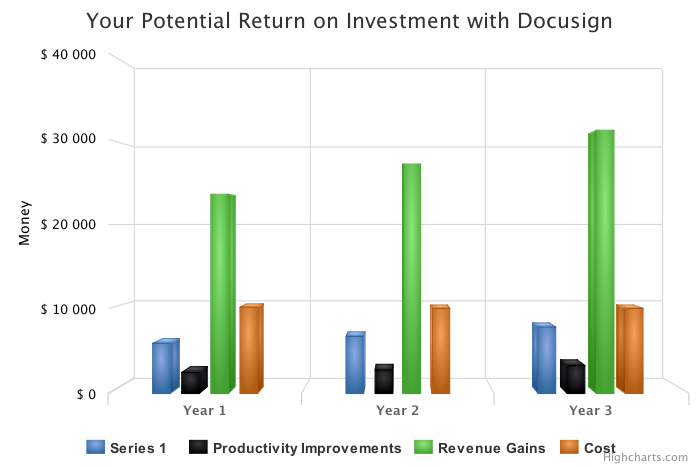 Your Potential Return on Investment with Docusign
$ 40 000
$ 30 000
$ 20 000
$ 10 000
$ 0
Money
Year 1 Year 2 Year 3
Series 1 Productivity Improvements Revenue Gains Cost
Highcharts.com